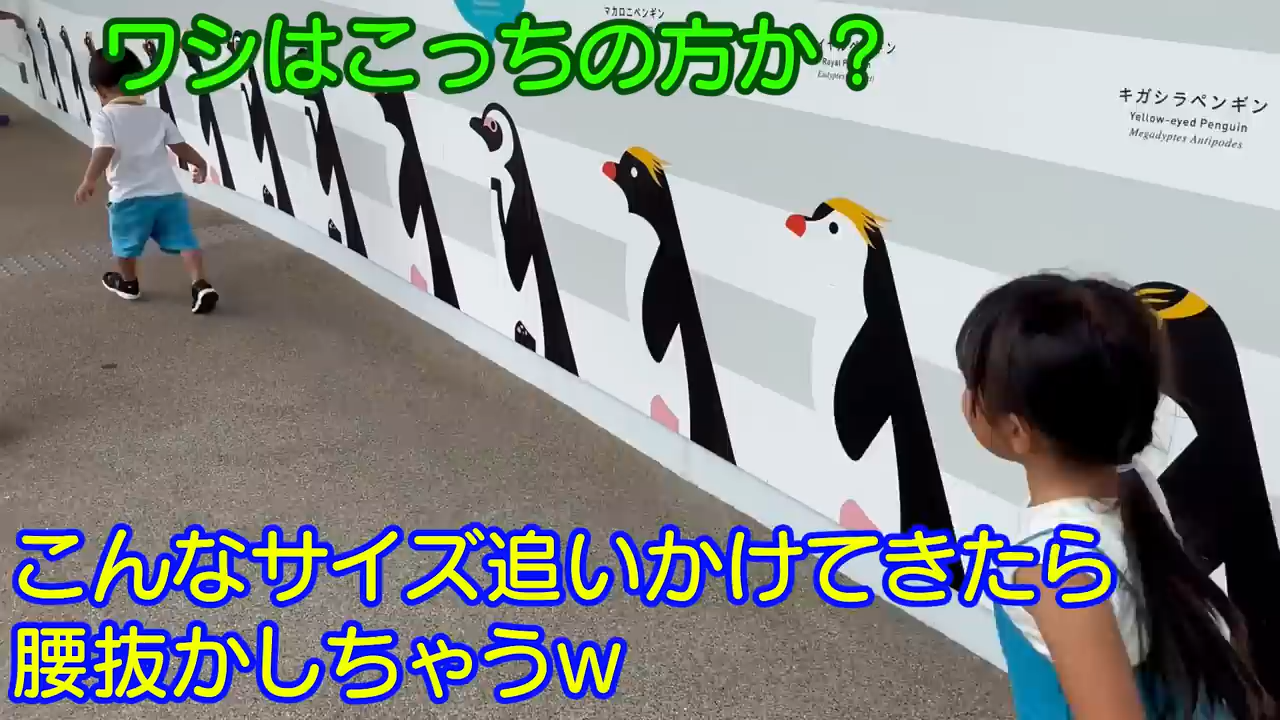 ワシはこっちの方か?
マカロニペンギン
キガシラペンギン
Yellow-eyed Penguin
Megadyptes Antipodes
こんなサイズ追いかけてきたら
腰抜かしちゃうw